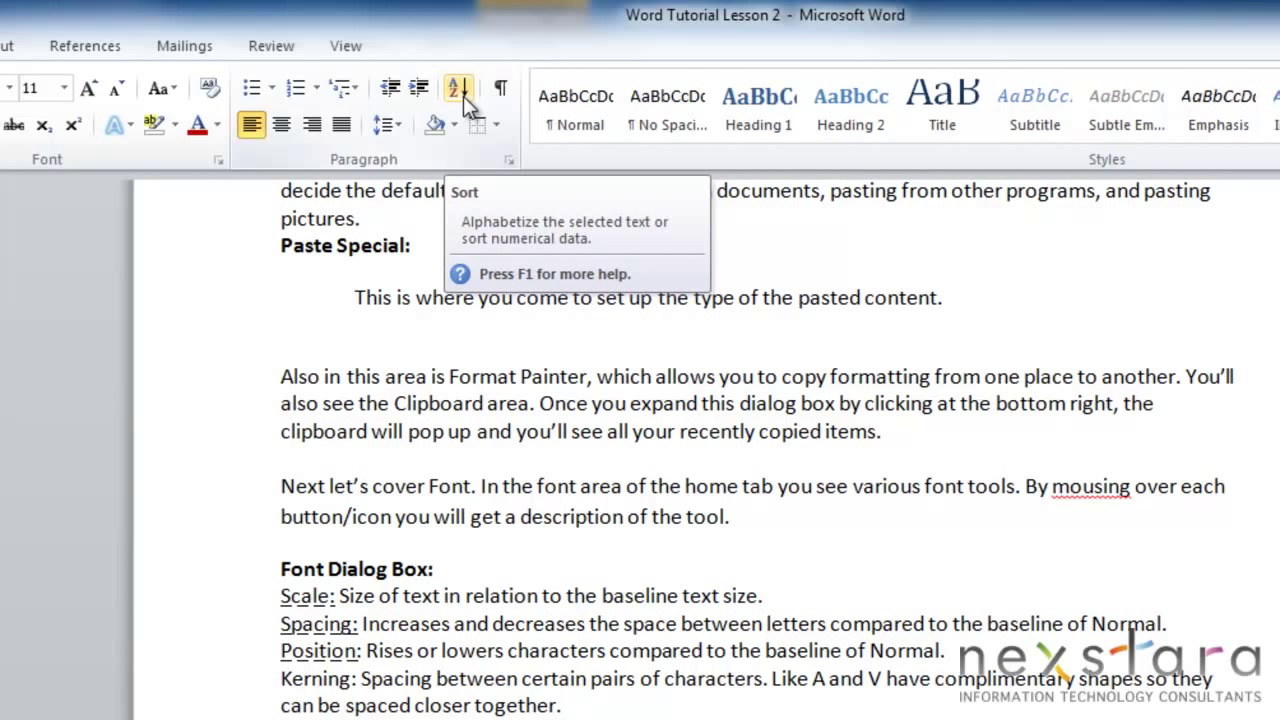 Word Tutorial Lesson 2 - Microsoft Word
ut References Mailings Review View
11 Aa
abc X₂ X² A ab A
Font Paragraph Styles
AaBbCcDc AaBbCcDc AaBbC AaBbCc AaB AaBbCc. AaBbCcDc AaBbCcDc
¶ Normal ¶ No Spaci... Heading 1 Heading 2 Title Subtitle Subtle Em... Emphasis
Sort
Alphabetize the selected text or
sort numerical data.
Press F1 for more help.
decide the default documents, pasting from other programs, and pasting
pictures.
Paste Special:
This is where you come to set up the type of the pasted content.
Also in this area is Format Painter, which allows you to copy formatting from one place to another. You’ll
also see the Clipboard area. Once you expand this dialog box by clicking at the bottom right, the
clipboard will pop up and you’ll see all your recently copied items.
Next let’s cover Font. In the font area of the home tab you see various font tools. By mousing over each
button/icon you will get a description of the tool.
Font Dialog Box:
Scale: Size of text in relation to the baseline text size.
Spacing: Increases and decreases the space between letters compared to the baseline of Normal.
Position: Rises or lowers characters compared to the baseline of Normal.
Kerning: Spacing between certain pairs of characters. Like A and V have complimentary shapes so they
can be spaced closer together.
nexstara
INFORMATION TECHNOLOGY CONSULTANTS